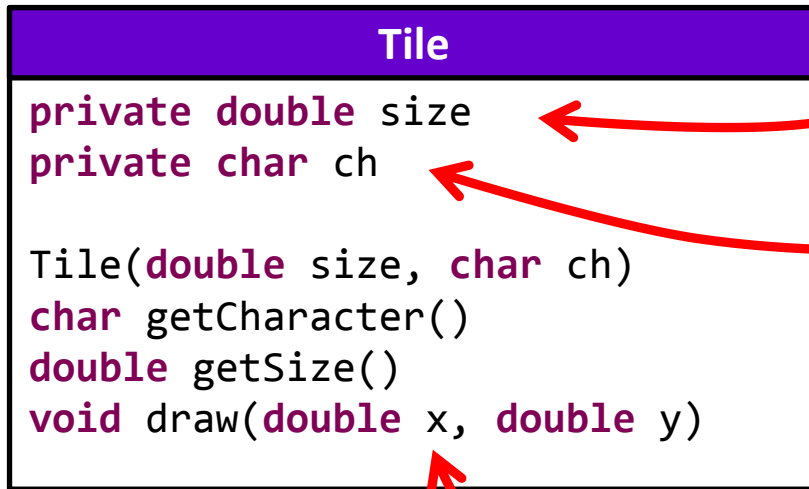 Tile
private double size
private char ch
Tile(double size, char ch)
char getCharacter()
double getSize()
void draw(double x, double y)